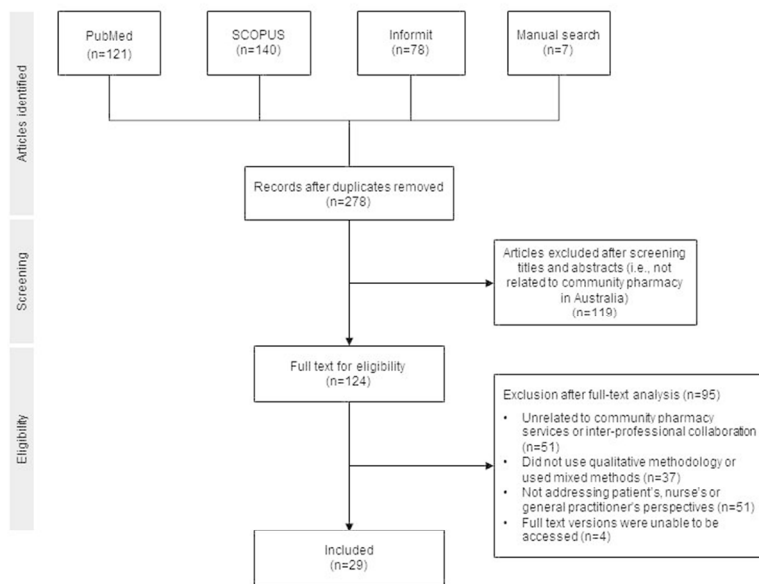 PubMed
(n=121)
SCOPUS
(n=140)
Informit
(n=78)
Manual search
(n=7)
Articles identified
Records after duplicates removed
(n=278)
Screening
Articles excluded after screening
titles and abstracts (i.e., not
related to community pharmacy
in Australia)
(n=119)
Full text for eligibility
(n=124)
Eligibility
Exclusion after full-text analysis (n=95)
• Unrelated to community pharmacy
services or inter-professional collaboration
(n=51)
• Did not use qualitative methodology or
used mixed methods (n=37)
• Not addressing patient's, nurse's or
general practitioner's perspectives (n=51)
• Full text versions were unable to be
accessed (n=4)
Included
(n=29)